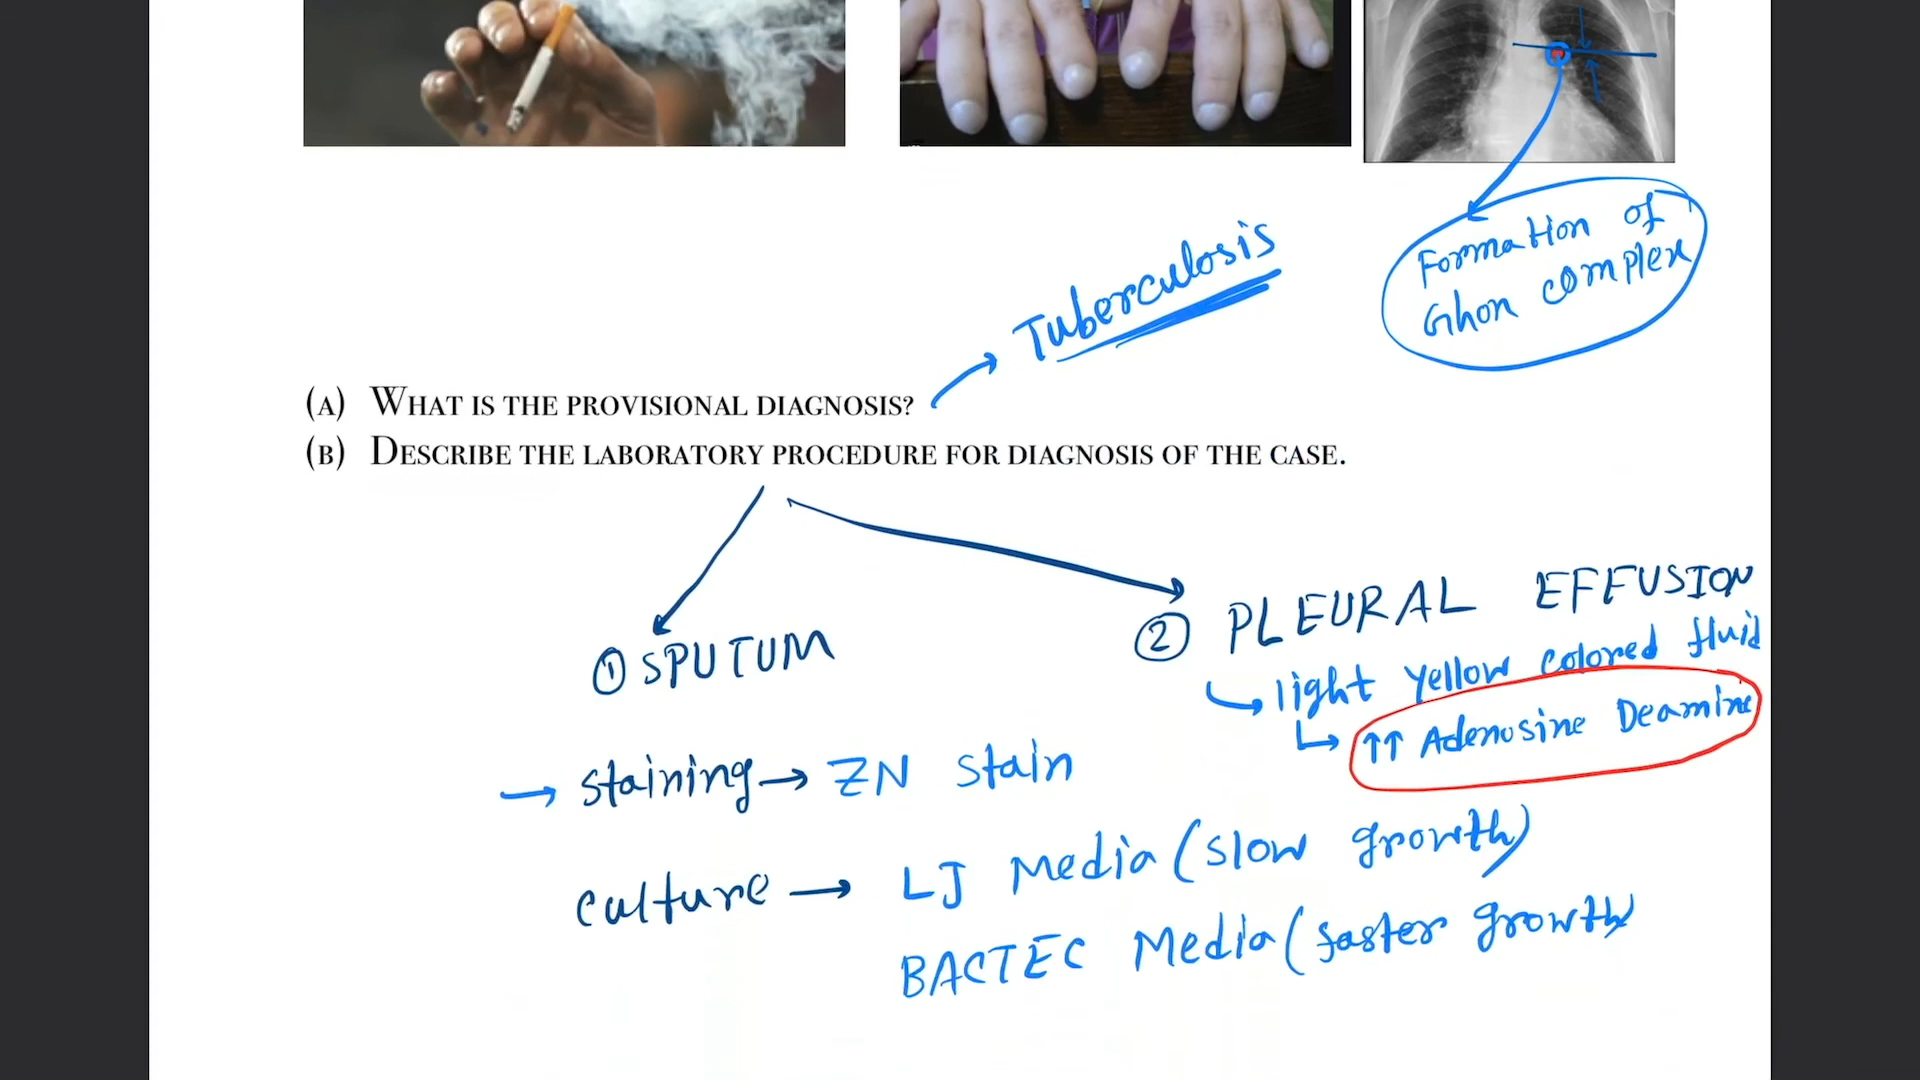 Formation of
Ghon complex
Tuberculosis
(A) WHAT IS THE PROVISIONAL DIAGNOSIS?
(B) DESCRIBE THE LABORATORY PROCEDURE FOR DIAGNOSIS OF THE CASE.
① SPUTUM
② PLEURAL EFFUSION
light yellow colored fluid
↑↑ Adenosine Deamine
→ staining → ZN stain
culture → LJ Media (slow growth)
BACTEC Media (faster growth